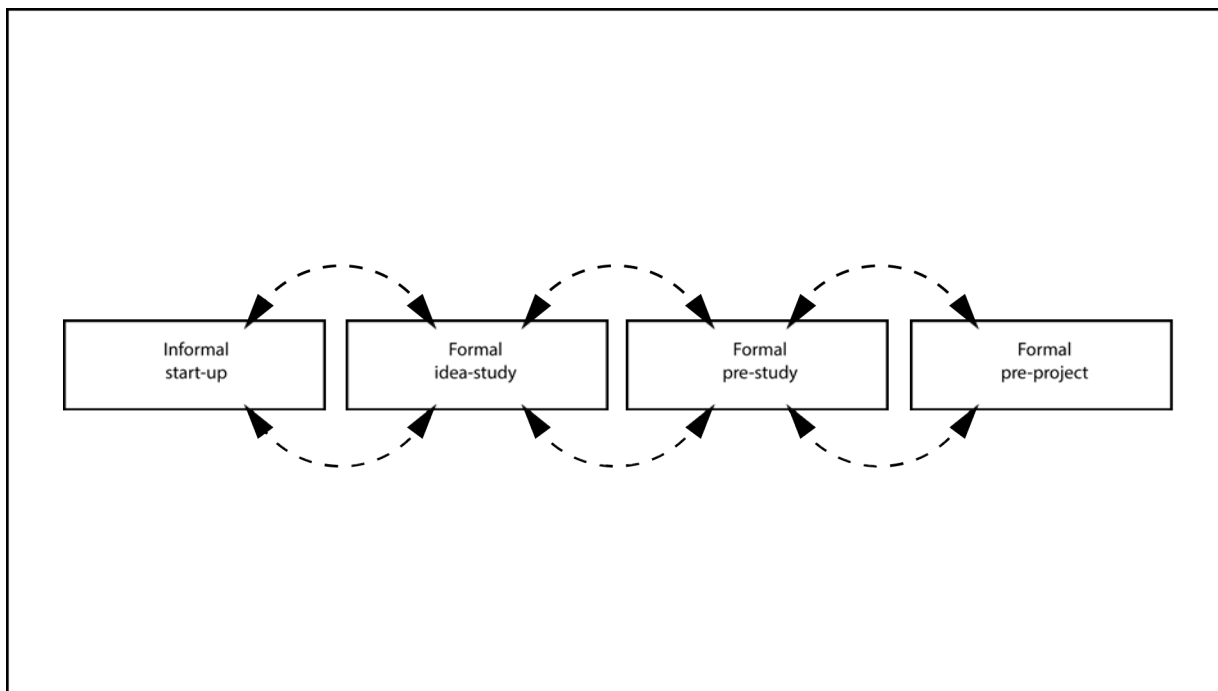 Informal
start-up
Formal
idea-study
Formal
pre-study
Formal
pre-project